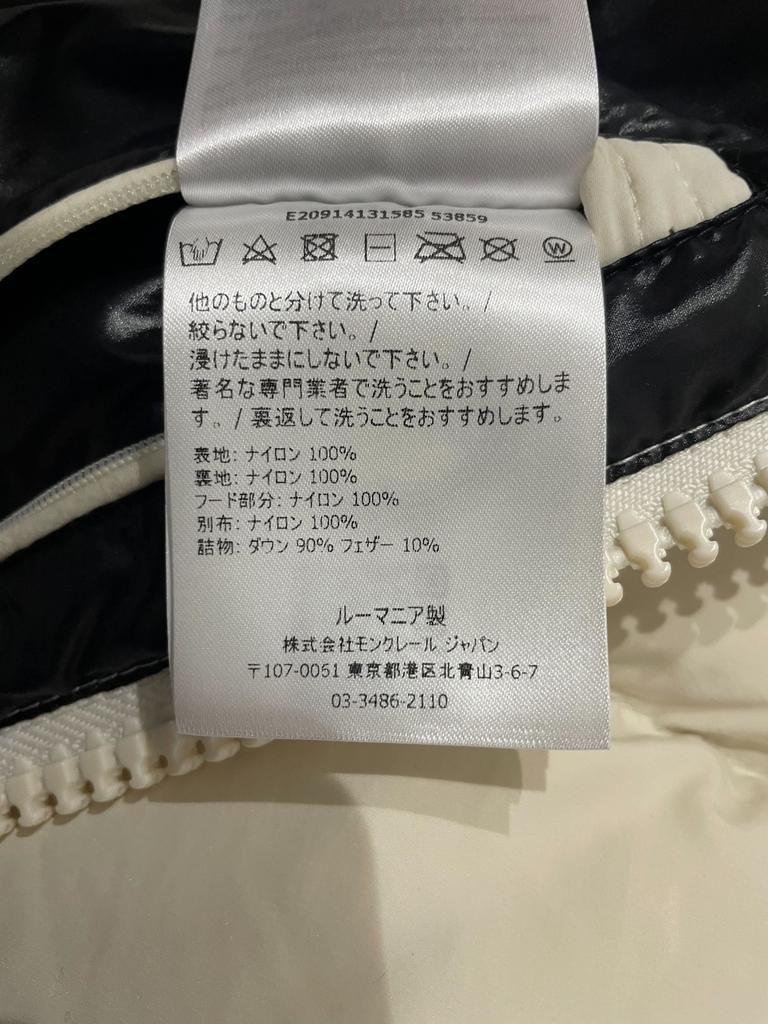 E20914131585 53859
W
他のものと分けて洗って下さい。/
絞らないで下さい。/
浸けたままにしないで下さい。/
著名な専門業者で洗うことをおすすめしま
す。/ 裏返して洗うことをおすすめします。
表地: ナイロン 100%
裏地: ナイロン 100%
フード部分: ナイロン 100%
別布: ナイロン 100%
詰物: ダウン 90% フェザー 10%
ルーマニア製
株式会社モンクレール ジャパン
〒107-0051 東京都港区北青山3-6-7
03-3486-2110